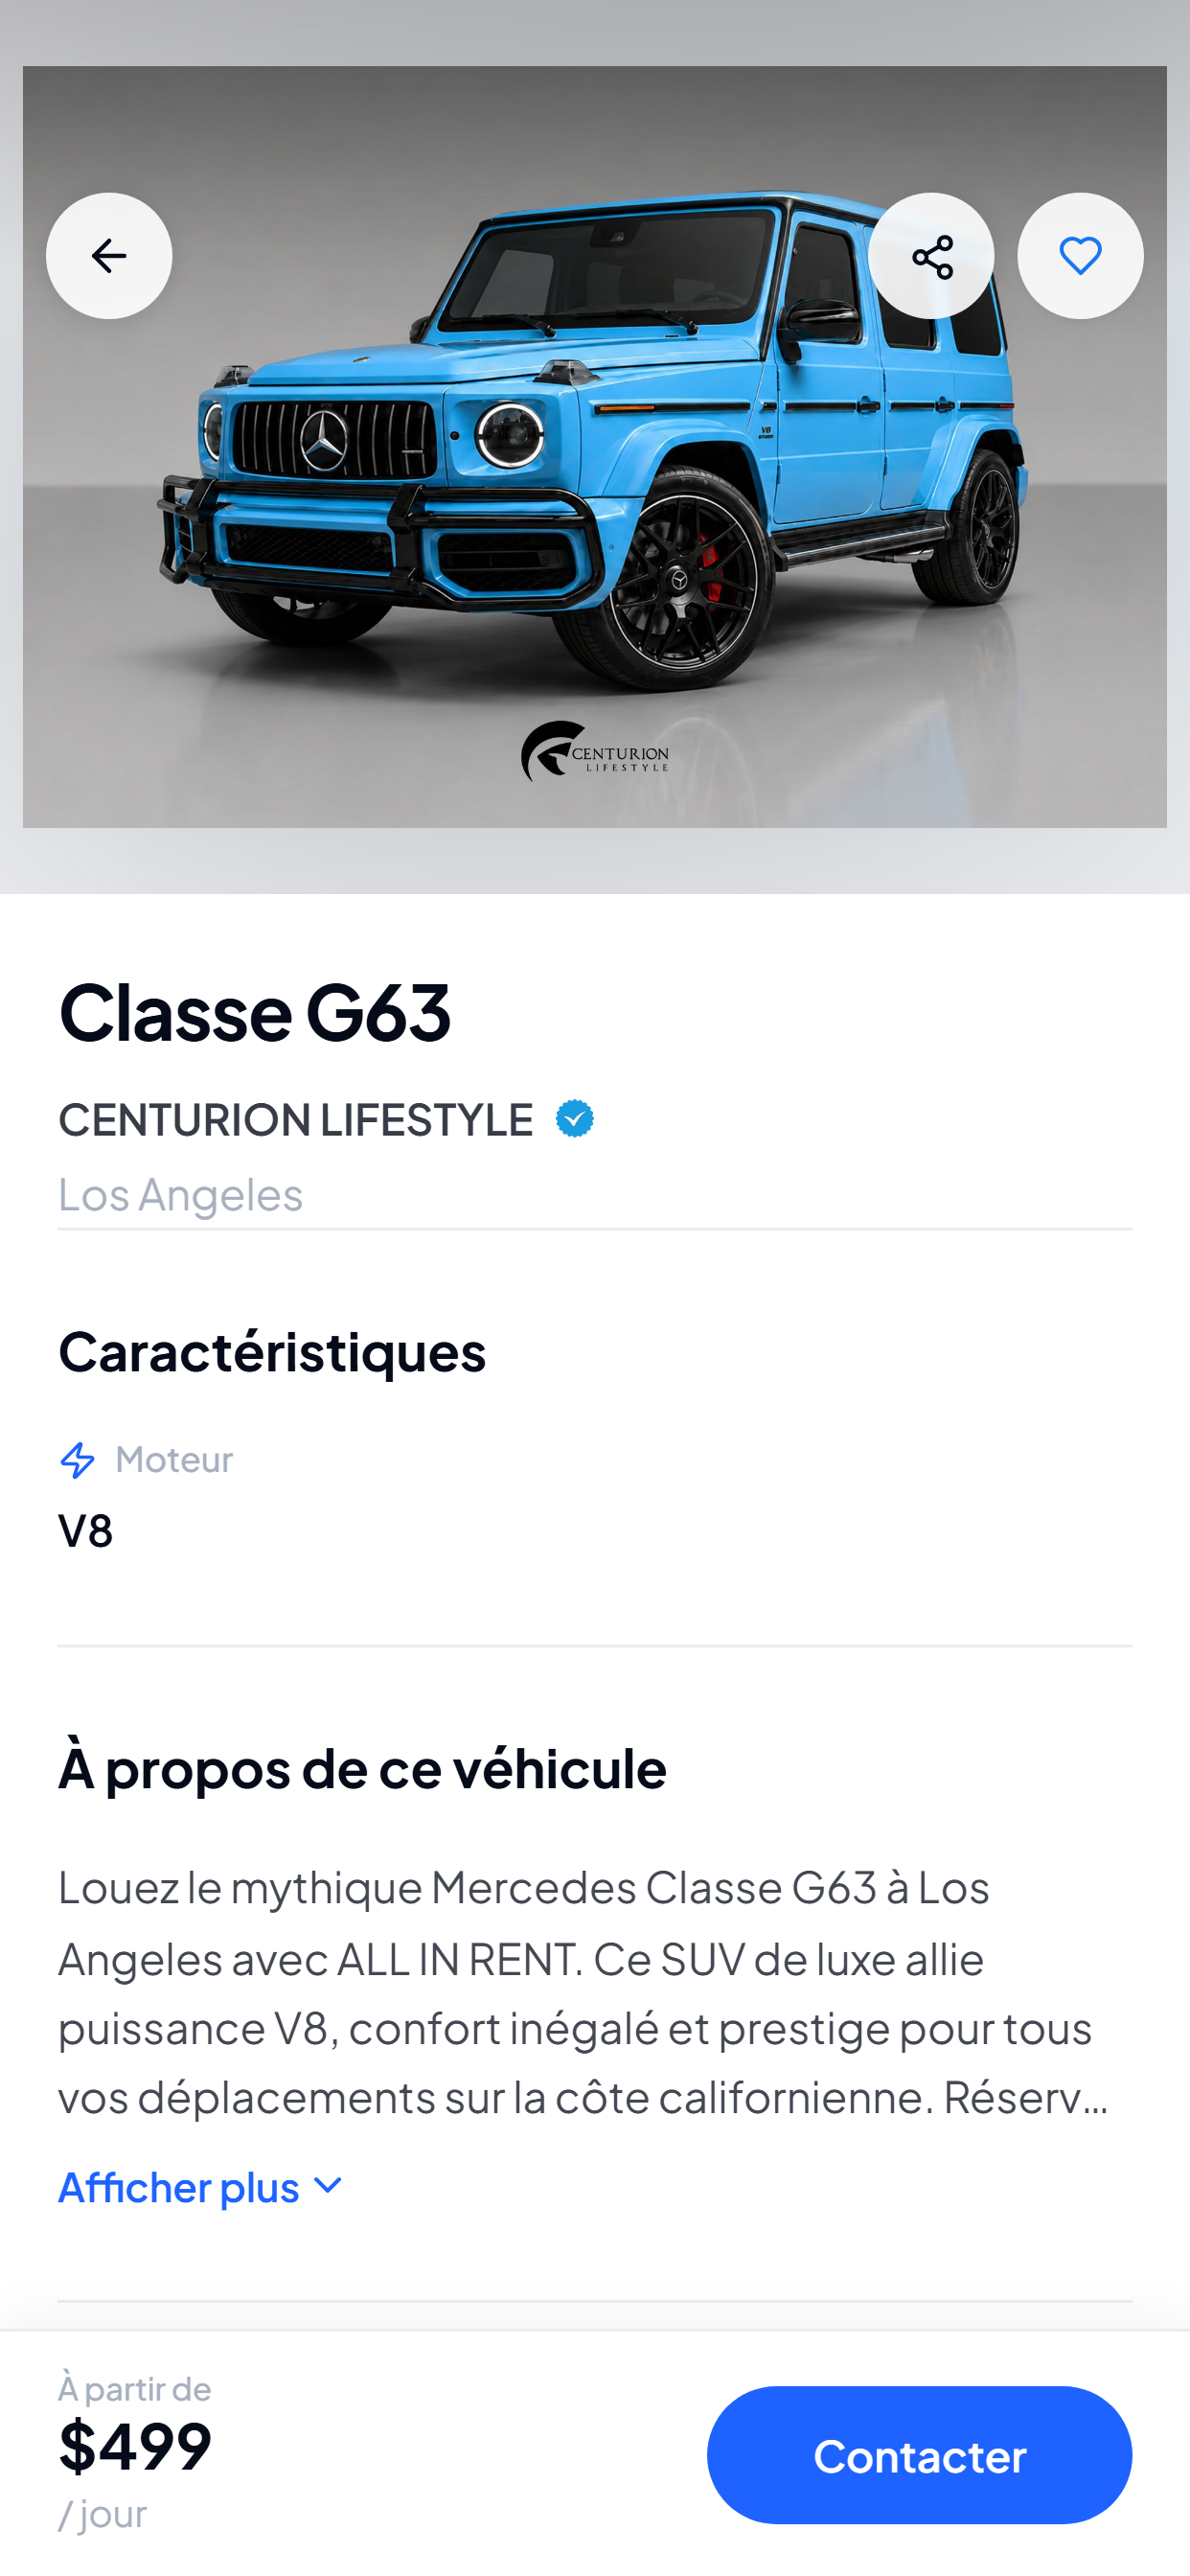 CENTURION
LIFESTYLE
Classe G63
CENTURION LIFESTYLE
Los Angeles
Caractéristiques
Moteur
V8
À propos de ce véhicule
Louez le mythique Mercedes Classe G63 à Los
Angeles avec ALL IN RENT. Ce SUV de luxe allie
puissance V8, confort inégalé et prestige pour tous
vos déplacements sur la côte californienne. Réserv...
Afficher plus
À partir de
$499
/ jour
Contacter